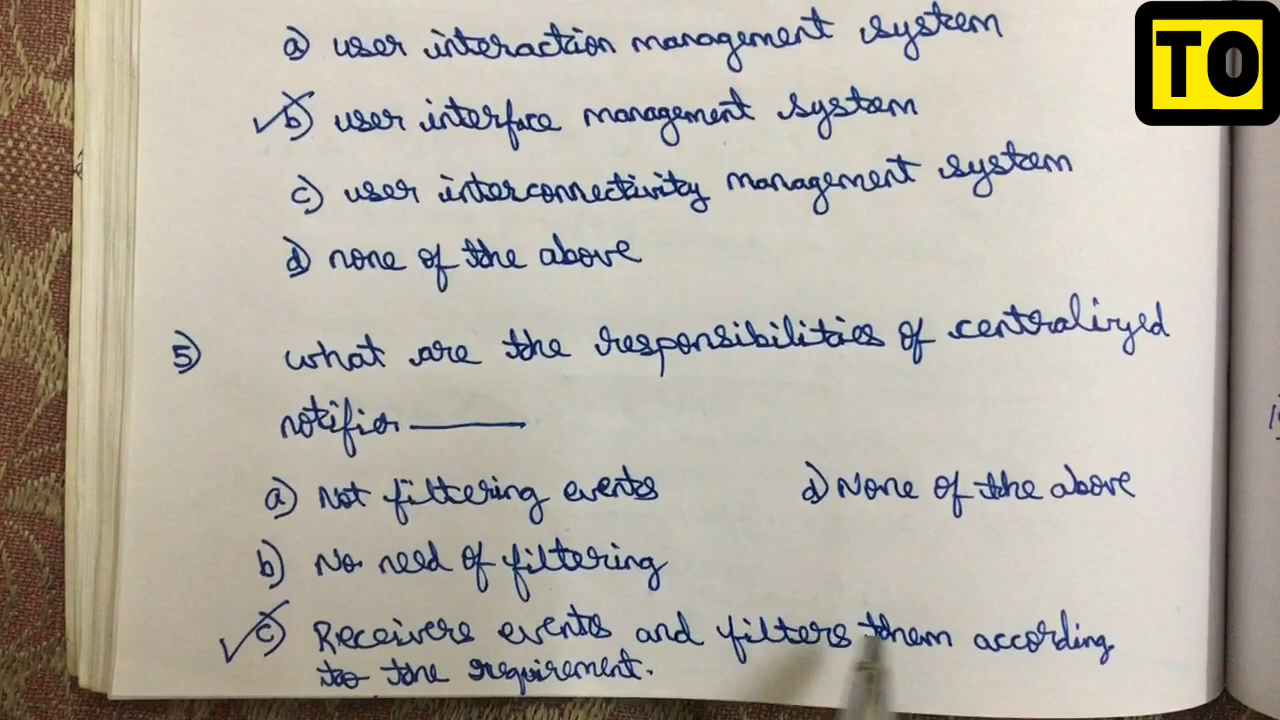 TO
a) user interaction management system
b) user interface management system
c) user interconnectivity management system
d) none of the above
5) what are the responsibilities of centralized
notifier ———
a) Not filtering events d) None of the above
b) No need of filtering
c) Receivers events and filters them according
to the requirement.